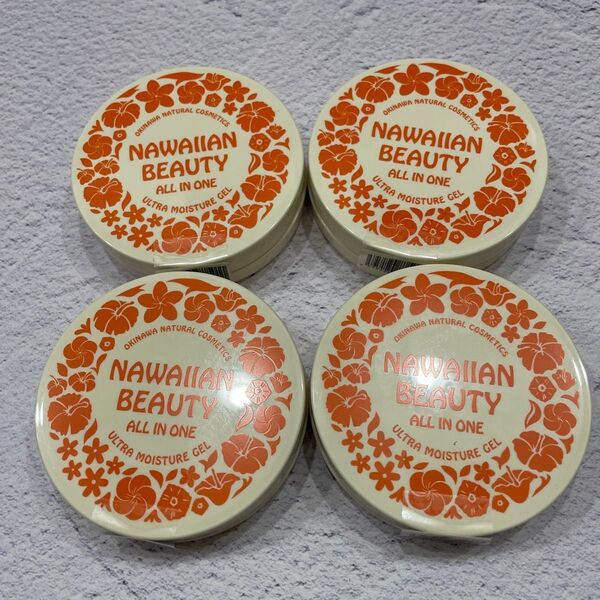 OKINAWA NATURAL COSMETICS
NAWAIIAN
BEAUTY
ALL IN ONE
ULTRA MOISTURE GEL
OKINAWA NATURAL COSMETICS
NAWAIIAN
BEAUTY
ALL IN ONE
ULTRA MOISTURE GEL
OKINAWA NATURAL COSMETICS
NAWAIIAN
BEAUTY
ALL IN ONE
ULTRA MOISTURE GEL
OKINAWA NATURAL COSMETICS
NAWAIIAN
BEAUTY
ALL IN ONE
ULTRA MOISTURE GEL